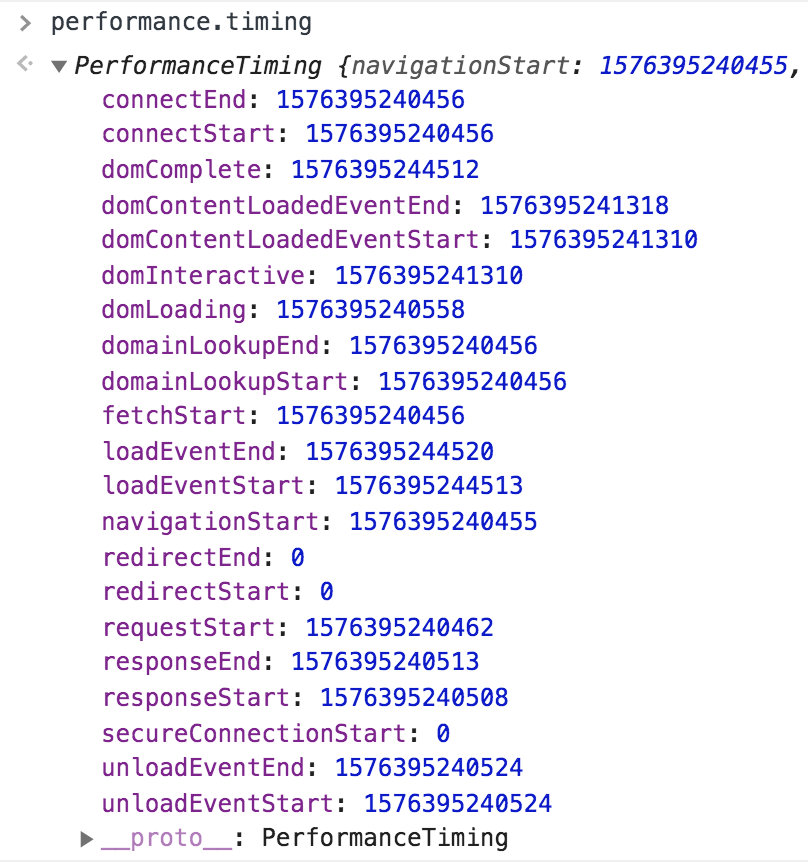 performance.timing
PerformanceTiming {navigationStart: 1576395240455,
connectEnd: 1576395240456
connectStart: 1576395240456
domComplete: 1576395244512
domContentLoadedEventEnd: 1576395241318
domContentLoadedEventStart: 1576395241310
domInteractive: 1576395241310
domLoading: 1576395240558
domainLookupEnd: 1576395240456
domainLookupStart: 1576395240456
fetchStart: 1576395240456
loadEventEnd: 1576395244520
loadEventStart: 1576395244513
navigationStart: 1576395240455
redirectEnd: 0
redirectStart: 0
requestStart: 1576395240462
responseEnd: 1576395240513
responseStart: 1576395240508
secureConnectionStart: 0
unloadEventEnd: 1576395240524
unloadEventStart: 1576395240524
__proto__: PerformanceTiming